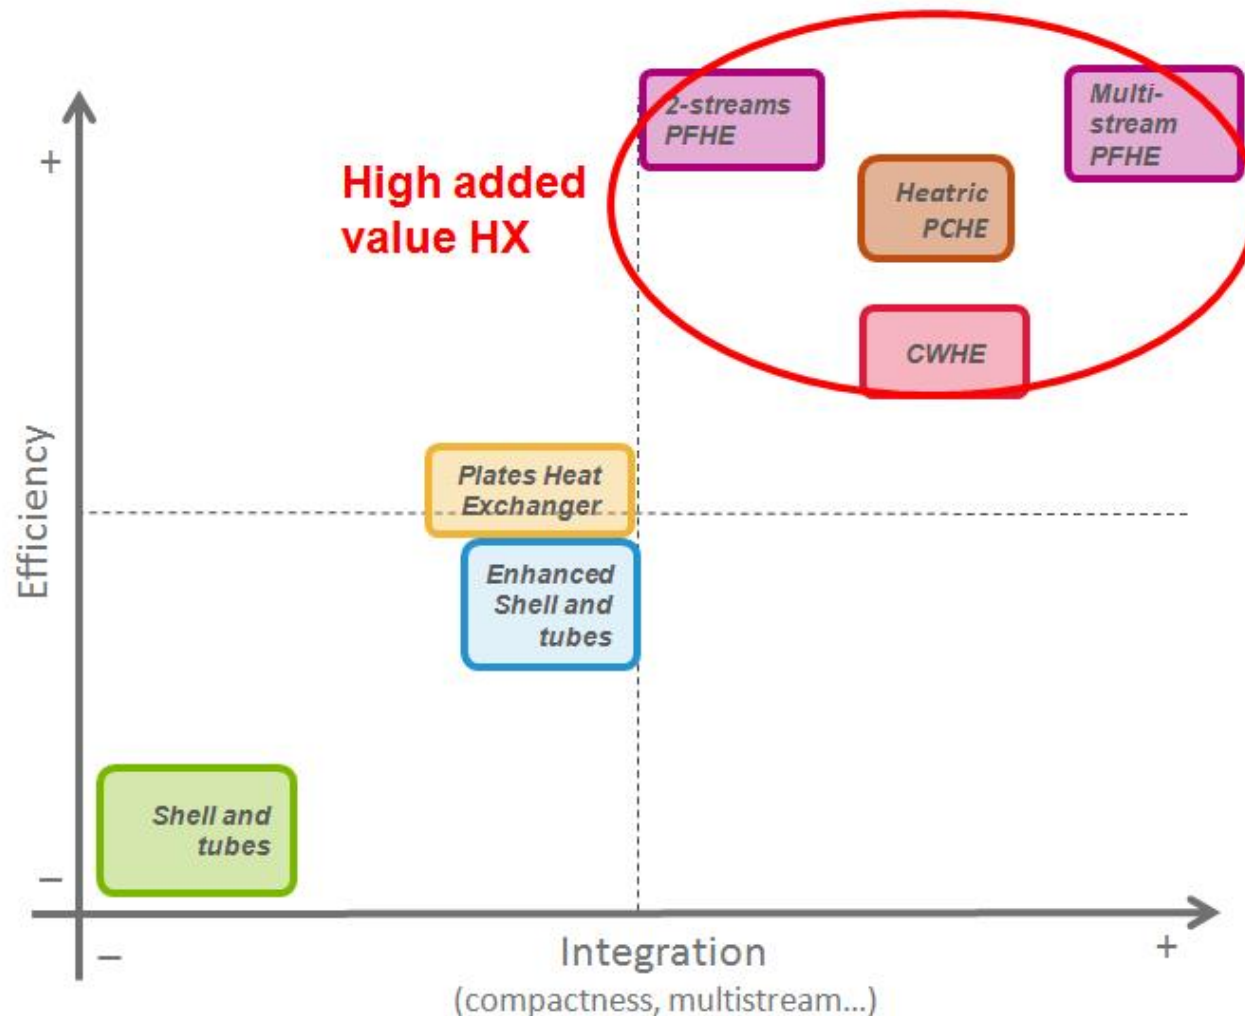 2-streams
PFHE
Multi-
stream
PFHE
+
High added
value HX
Heatric
PCHE
CWHE
Efficiency
Plates Heat
Exchanger
Enhanced
Shell and
tubes
Shell and
tubes
–
–
Integration
+
(compactness, multistream...)